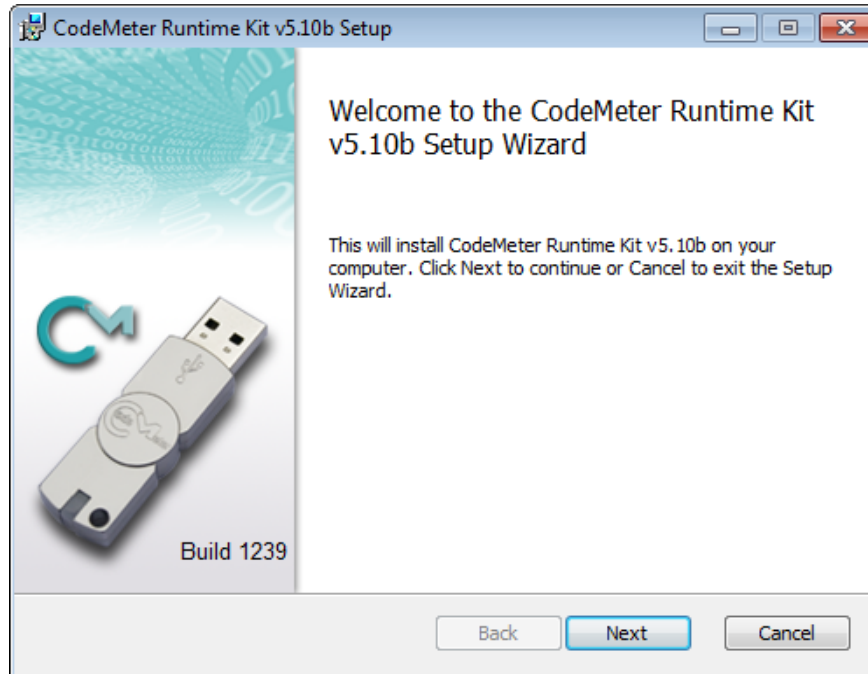 CodeMeter Runtime Kit v5.10b Setup
Welcome to the CodeMeter Runtime Kit
v5.10b Setup Wizard
This will install CodeMeter Runtime Kit v5.10b on your
computer. Click Next to continue or Cancel to exit the Setup
Wizard.
Build 1239
Back
Next
Cancel